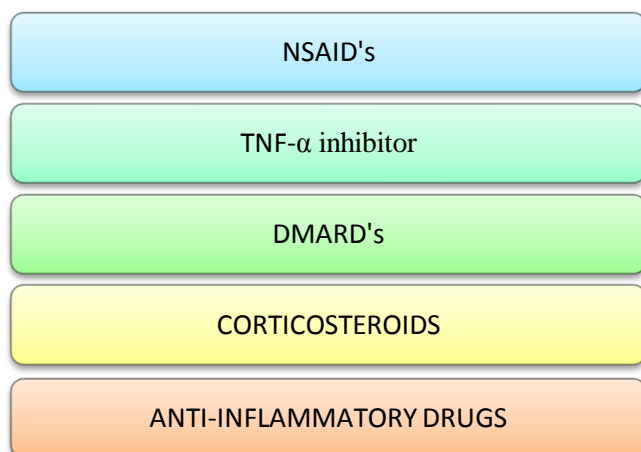 NSAID's
TNF-α inhibitor
DMARD's
CORTICOSTEROIDS
ANTI-INFLAMMATORY DRUGS